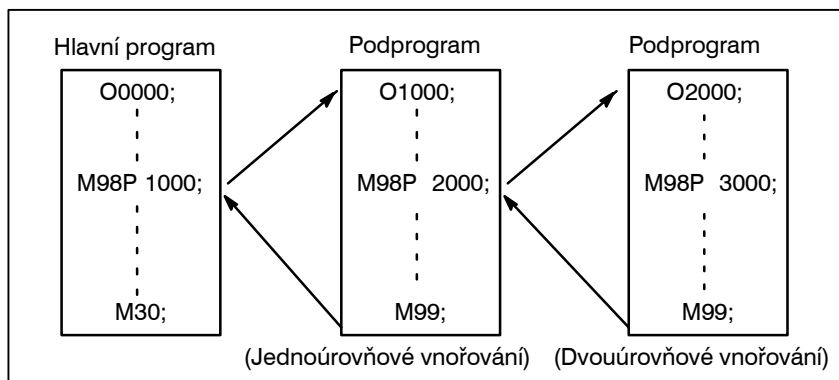 Hlavní program
O0000;
M98P 1000;
M30;
Podprogram
O1000;
M98P 2000;
M99;
(Jednoúrovňové vnořování)
Podprogram
O2000;
M98P 3000;
M99;
(Dvouúrovňové vnořování)